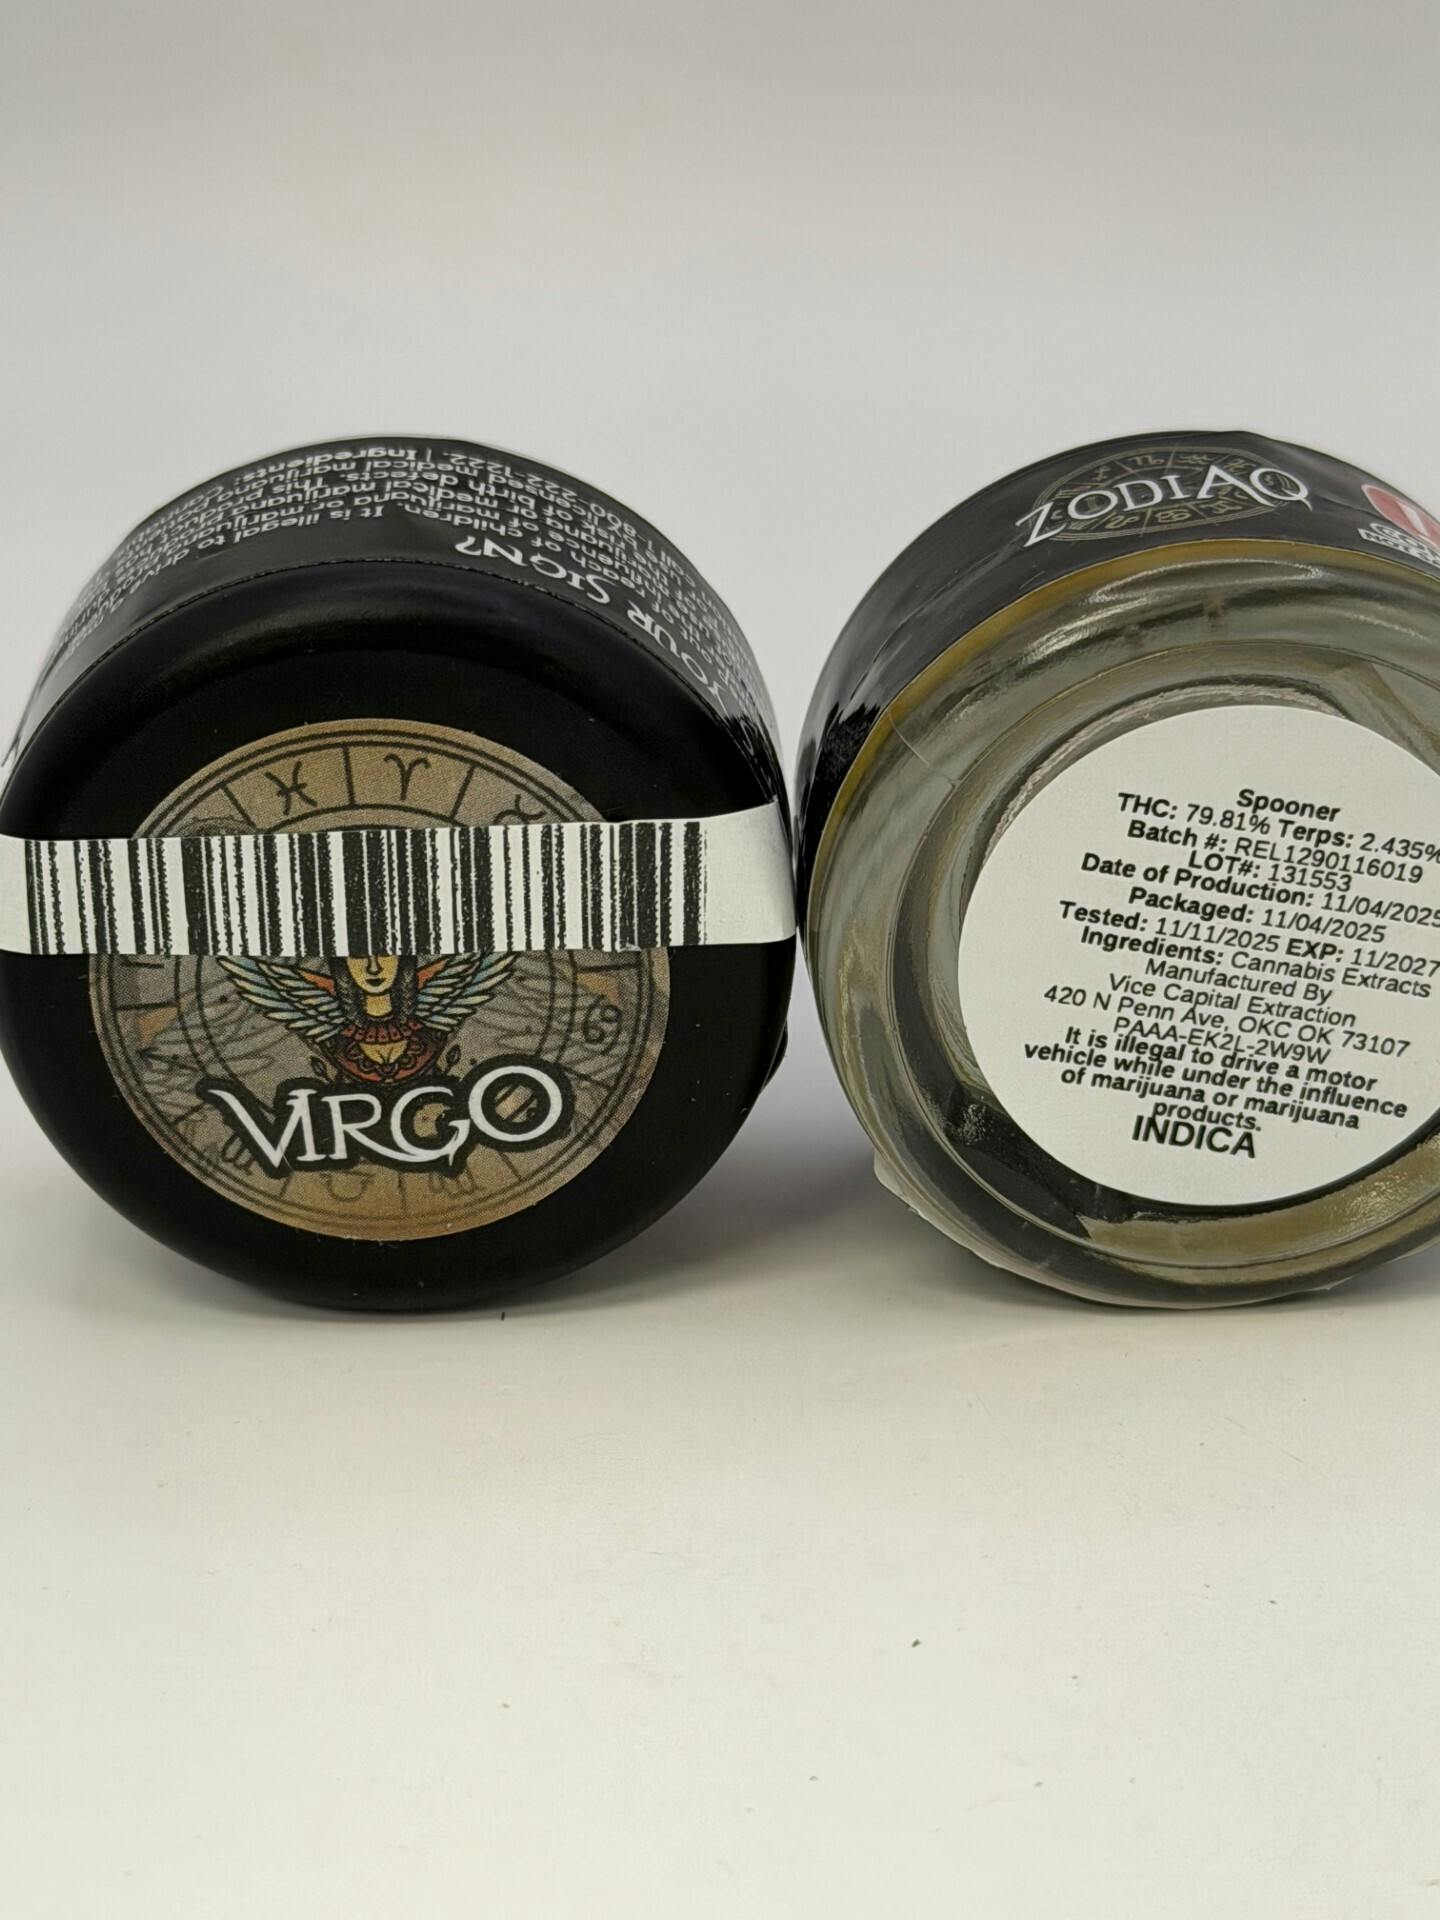 YOUR SIGN?
222-1222. | Ingredients:
VIRGO
ZODIAQ
Spooner
THC: 79.81% Terps: 2.435%
Batch #: REL1290116019
LOT#: 131553
Date of Production: 11/04/2025
Packaged: 11/04/2025
Tested: 11/11/2025 EXP: 11/2027
Ingredients: Cannabis Extracts
Manufactured By
Vice Capital Extraction
420 N Penn Ave, OKC OK 73107
PAAA-EK2L-2W9W
It is illegal to drive a motor
vehicle while under the influence
of marijuana or marijuana
products.
INDICA